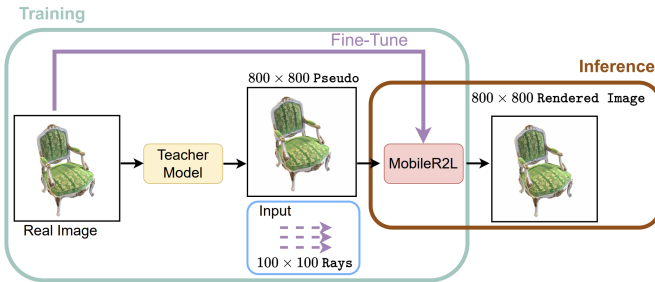 Training
Fine-Tune
Inference
800 × 800 Pseudo
800 × 800 Rendered Image
Teacher
Model
MobileR2L
Real Image
Input
100 × 100 Rays